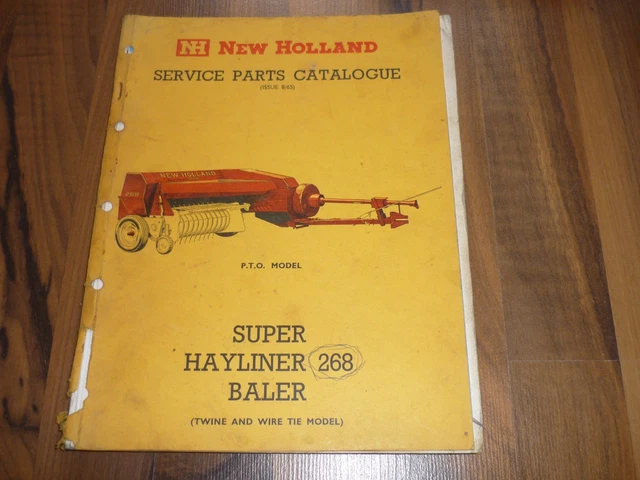 NH NEW HOLLAND
SERVICE PARTS CATALOGUE
(ISSUE 8/65)
NEW HOLLAND
268
P.T.O. MODEL
SUPER
HAYLINER 268
BALER
(TWINE AND WIRE TIE MODEL)